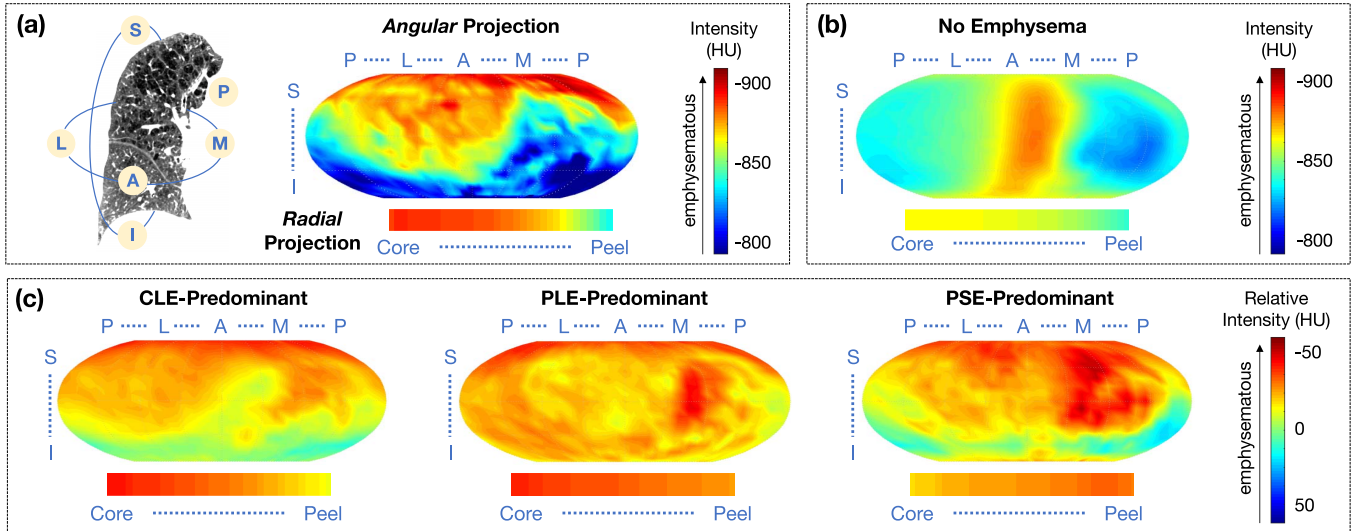 (a)
S
P
L
M
A
I
Angular Projection
P ······ L ······ A ······ M ······ P
S
I
Radial
Projection
Core ·················· Peel
Intensity
(HU)
emphysematous
-900
-850
-800
(b)
No Emphysema
P ······ L ······ A ······ M ······ P
S
I
Core ·················· Peel
Intensity
(HU)
emphysematous
-900
-850
-800
(c)
CLE-Predominant
P ······ L ······ A ······ M ······ P
S
I
Core ·················· Peel
PLE-Predominant
P ······ L ······ A ······ M ······ P
S
I
Core ·················· Peel
PSE-Predominant
P ······ L ······ A ······ M ······ P
S
I
Core ·················· Peel
Relative
Intensity (HU)
emphysematous
-50
0
50